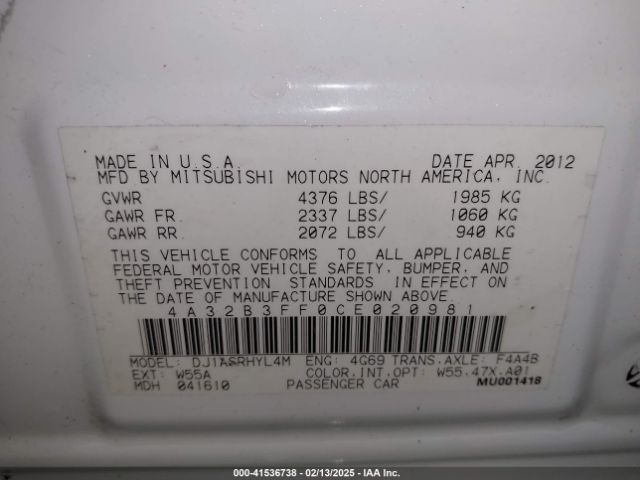 MADE IN U.S.A. DATE APR. 2012
MFD BY MITSUBISHI MOTORS NORTH AMERICA, INC.
GVWR 4376 LBS/ 1985 KG
GAWR FR. 2337 LBS/ 1060 KG
GAWR RR. 2072 LBS/ 940 KG
THIS VEHICLE CONFORMS TO ALL APPLICABLE
FEDERAL MOTOR VEHICLE SAFETY, BUMPER, AND
THEFT PREVENTION STANDARDS IN EFFECT ON
THE DATE OF MANUFACTURE SHOWN ABOVE.
4A32B3FF0CE020981
MODEL: DJ1ASRHYL4M ENG: 4G69 TRANS.AXLE: F4A4B
EXT: W55A COLOR.INT.OPT: W55.47X.A01
MDH 041610 PASSENGER CAR MU001418
000-41536738 - 02/13/2025 - IAA Inc.